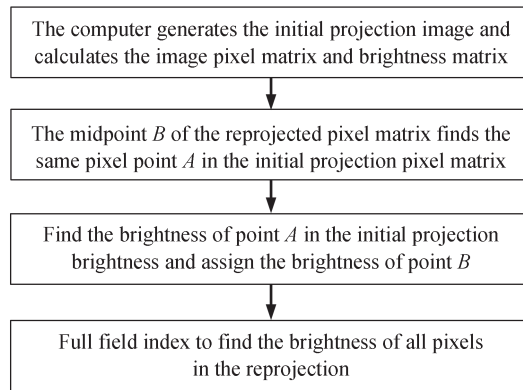 The computer generates the initial projection image and
calculates the image pixel matrix and brightness matrix
The midpoint B of the reprojected pixel matrix finds the
same pixel point A in the initial projection pixel matrix
Find the brightness of point A in the initial projection
brightness and assign the brightness of point B
Full field index to find the brightness of all pixels
in the reprojection